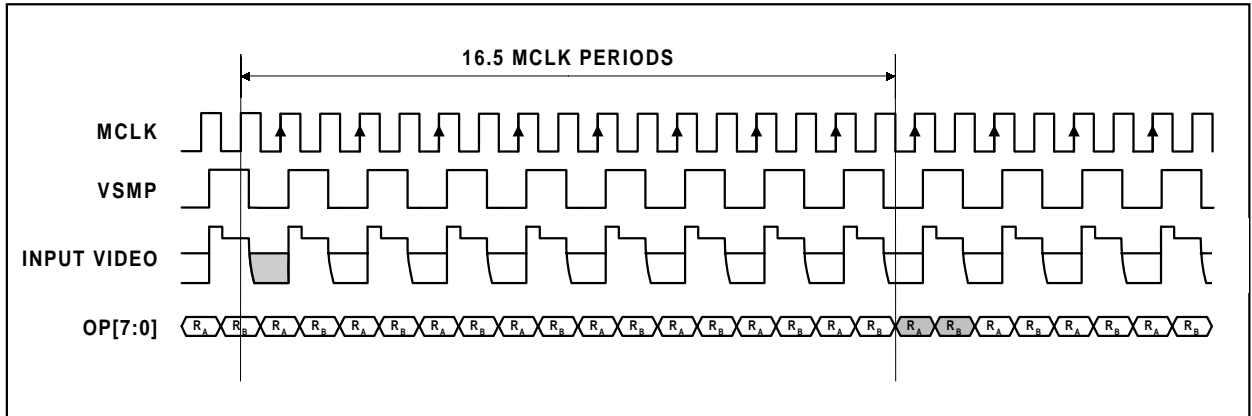 16.5 MCLK PERIODS
MCLK
VSMP
INPUT VIDEO
OP[7:0] RA RB RA RB RA RB RA RB RA RB RA RB RA RB RA RB RA RB RA RB RA RB RA RB RA RB